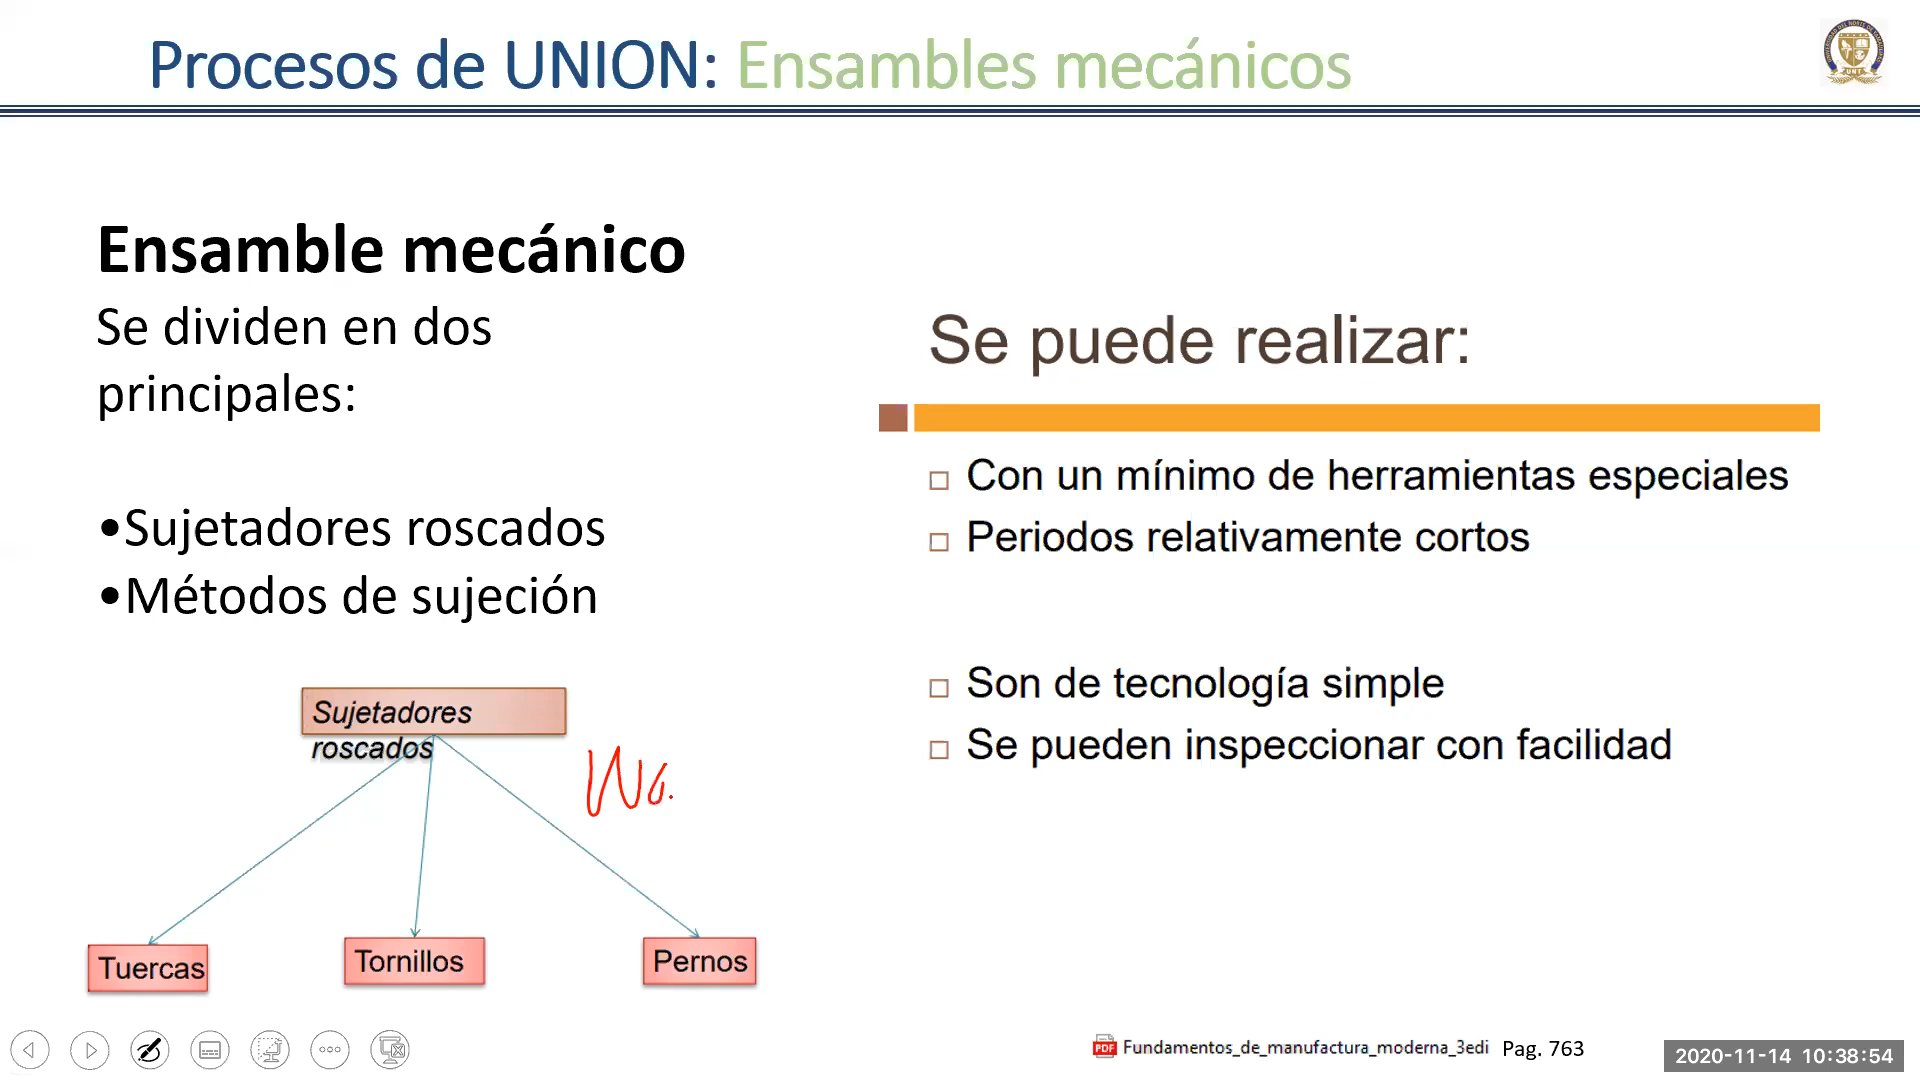 Procesos de UNION: Ensambles mecánicos
Ensamble mecánico
Se dividen en dos
principales:
•Sujetadores roscados
•Métodos de sujeción
Sujetadores
roscados
Tuercas
Tornillos
Pernos
Se puede realizar:
Con un mínimo de herramientas especiales
Periodos relativamente cortos
Son de tecnología simple
Se pueden inspeccionar con facilidad
PDF Fundamentos_de_manufactura_moderna_3edi Pag. 763
2020-11-14 10:38:54